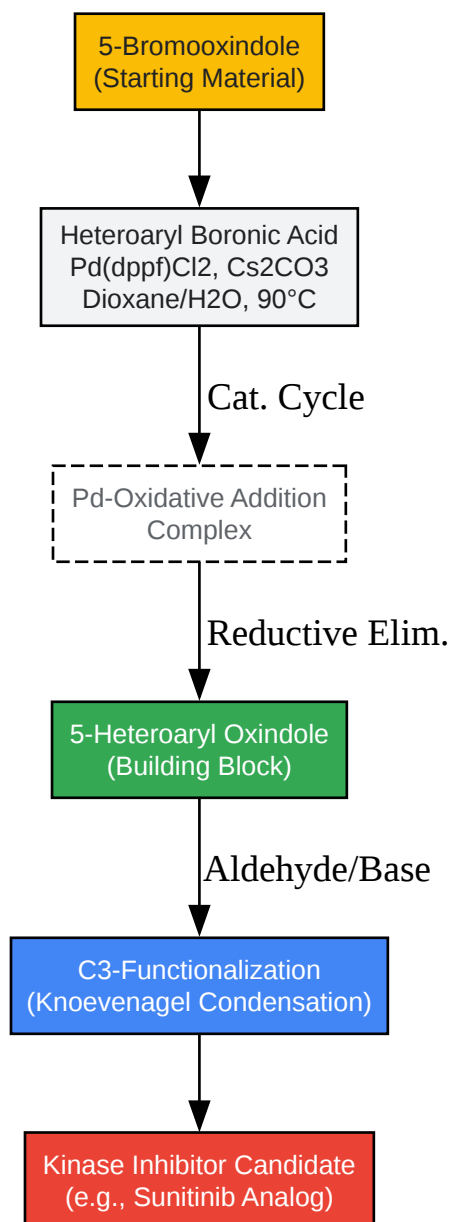 5-Bromooxindole
(Starting Material)
Heteroaryl Boronic Acid
Pd(dppf)Cl2, Cs2CO3
Dioxane/H2O, 90°C
Cat. Cycle
Pd-Oxidative Addition
Complex
Reductive Elim.
5-Heteroaryl Oxindole
(Building Block)
Aldehyde/Base
C3-Functionalization
(Knoevenagel Condensation)
Kinase Inhibitor Candidate
(e.g., Sunitinib Analog)